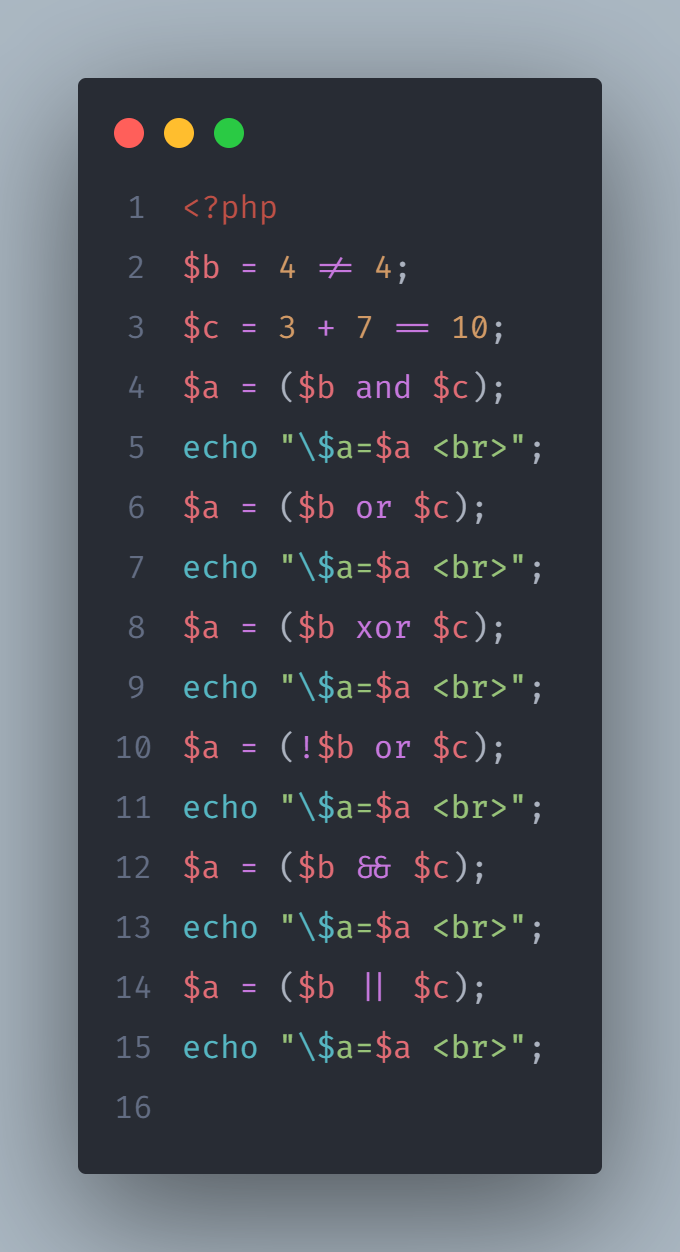 1 <?php
2 $b = 4 != 4;
3 $c = 3 + 7 == 10;
4 $a = ($b and $c);
5 echo "\$a=$a <br>";
6 $a = ($b or $c);
7 echo "\$a=$a <br>";
8 $a = ($b xor $c);
9 echo "\$a=$a <br>";
10 $a = (!$b or $c);
11 echo "\$a=$a <br>";
12 $a = ($b && $c);
13 echo "\$a=$a <br>";
14 $a = ($b || $c);
15 echo "\$a=$a <br>";
16